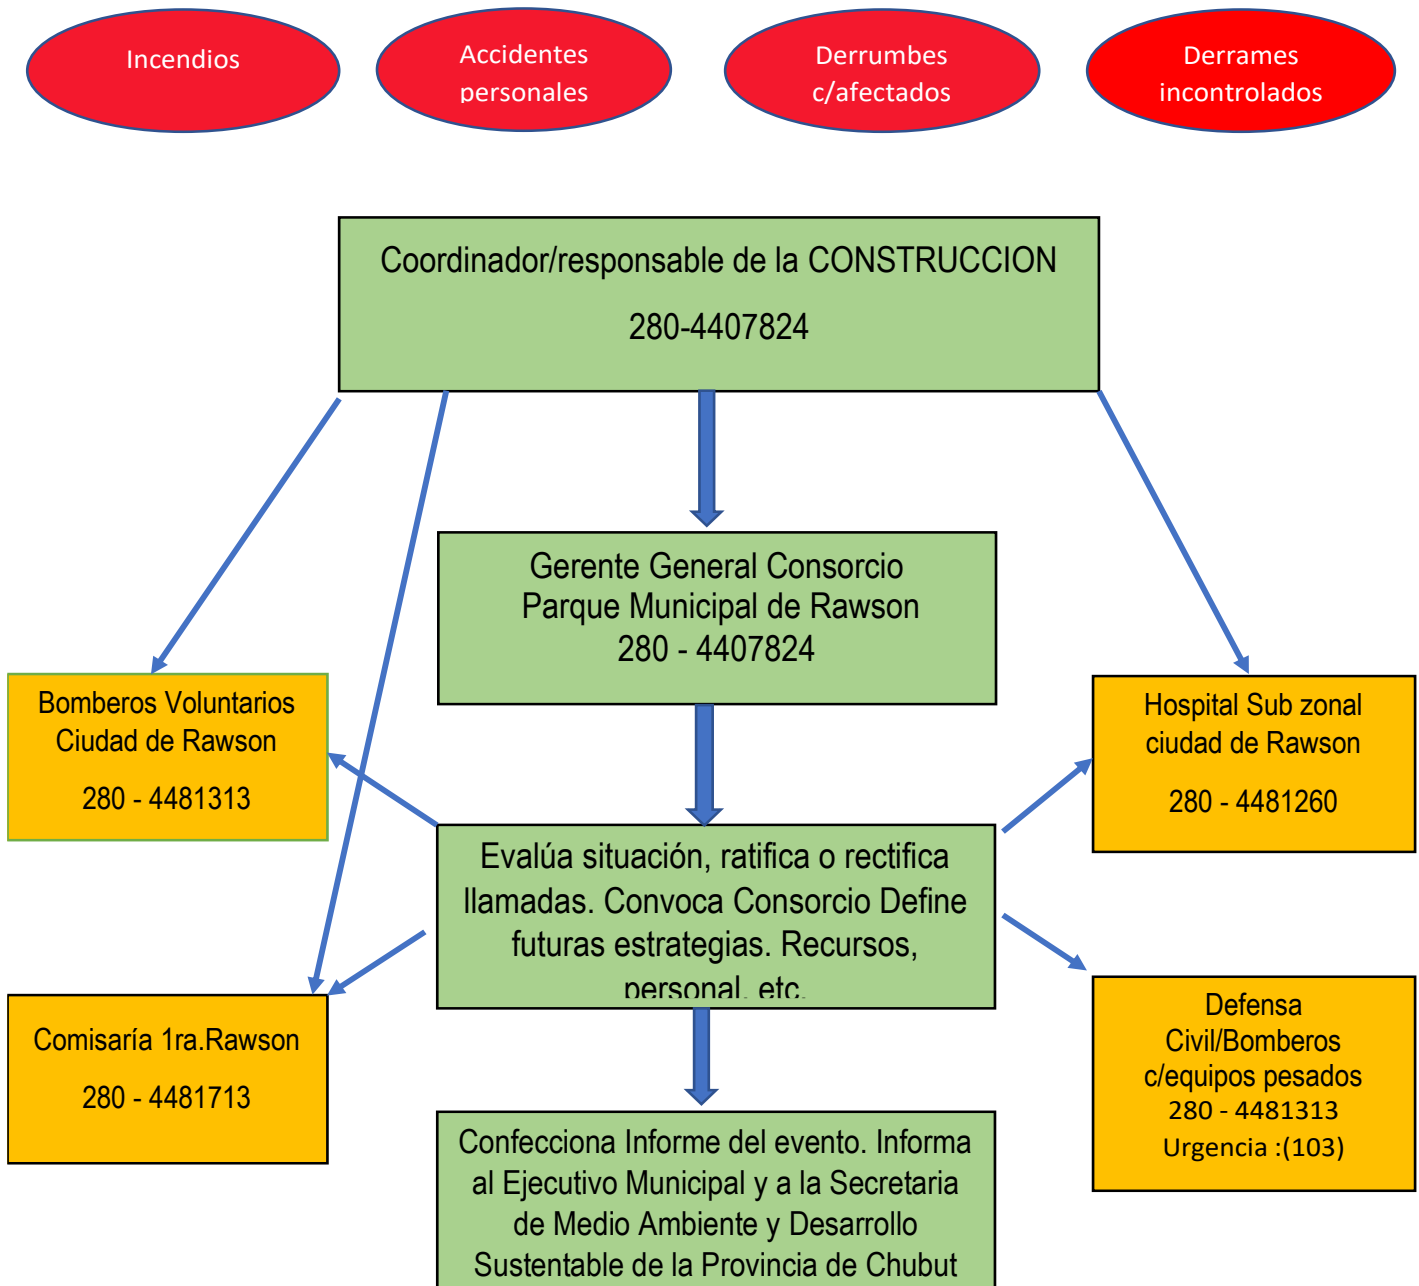 Incendios
Accidentes
personales
Derrumbes
c/afectados
Derrames
incontrolados
Coordinador/responsable de la CONSTRUCCION
280-4407824
Gerente General Consorcio
Parque Municipal de Rawson
280 - 4407824
Bomberos Voluntarios
Ciudad de Rawson
280 - 4481313
Hospital Sub zonal
ciudad de Rawson
280 - 4481260
Evalúa situación, ratifica o rectifica
llamadas. Convoca Consorcio Define
futuras estrategias. Recursos,
personal, etc.
Comisaría 1ra.Rawson
280 - 4481713
Defensa
Civil/Bomberos
c/equipos pesados
280 - 4481313
Urgencia :(103)
Confecciona Informe del evento. Informa
al Ejecutivo Municipal y a la Secretaria
de Medio Ambiente y Desarrollo
Sustentable de la Provincia de Chubut